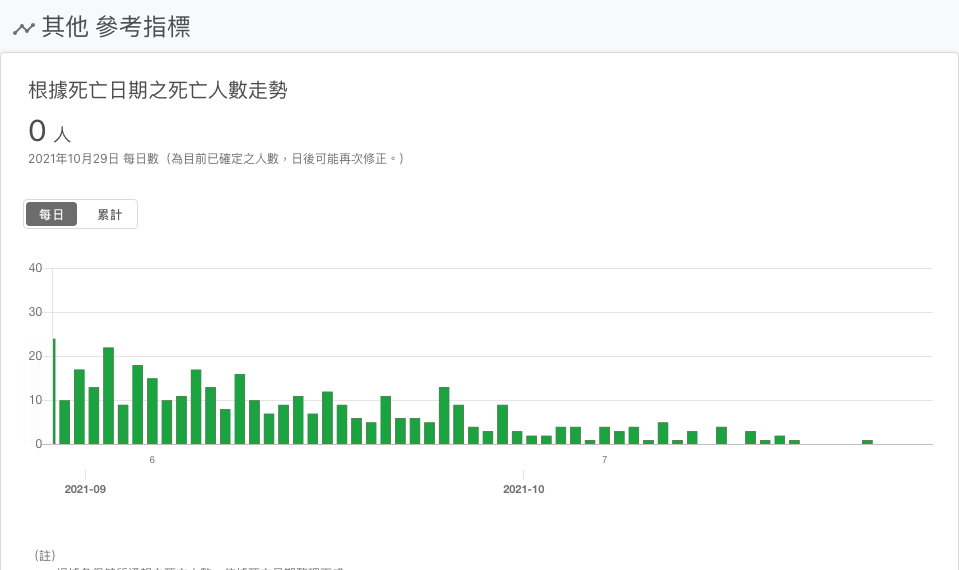 其他 參考指標
根據死亡日期之死亡人數走勢
0 人
2021年10月29日 每日數（為目前已確定之人數，日後可能再次修正。）
每日 累計
40
30
20
10
0
6 7
2021-09 2021-10
（註）